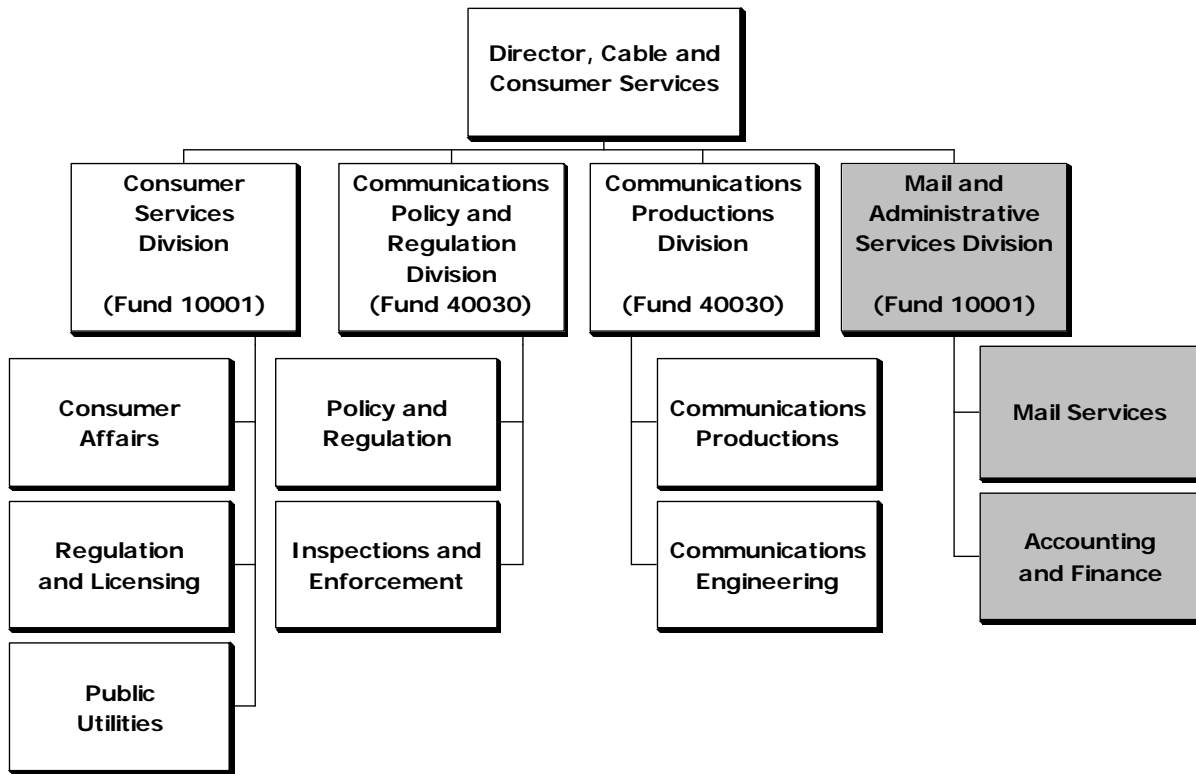 Director, Cable and
Consumer Services
Consumer
Services
Division
(Fund 10001)
Communications
Policy and
Regulation
Division
(Fund 40030)
Communications
Productions
Division
(Fund 40030)
Mail and
Administrative
Services Division
(Fund 10001)
Consumer
Affairs
Policy and
Regulation
Communications
Productions
Mail Services
Regulation
and Licensing
Inspections and
Enforcement
Communications
Engineering
Accounting
and Finance
Public
Utilities